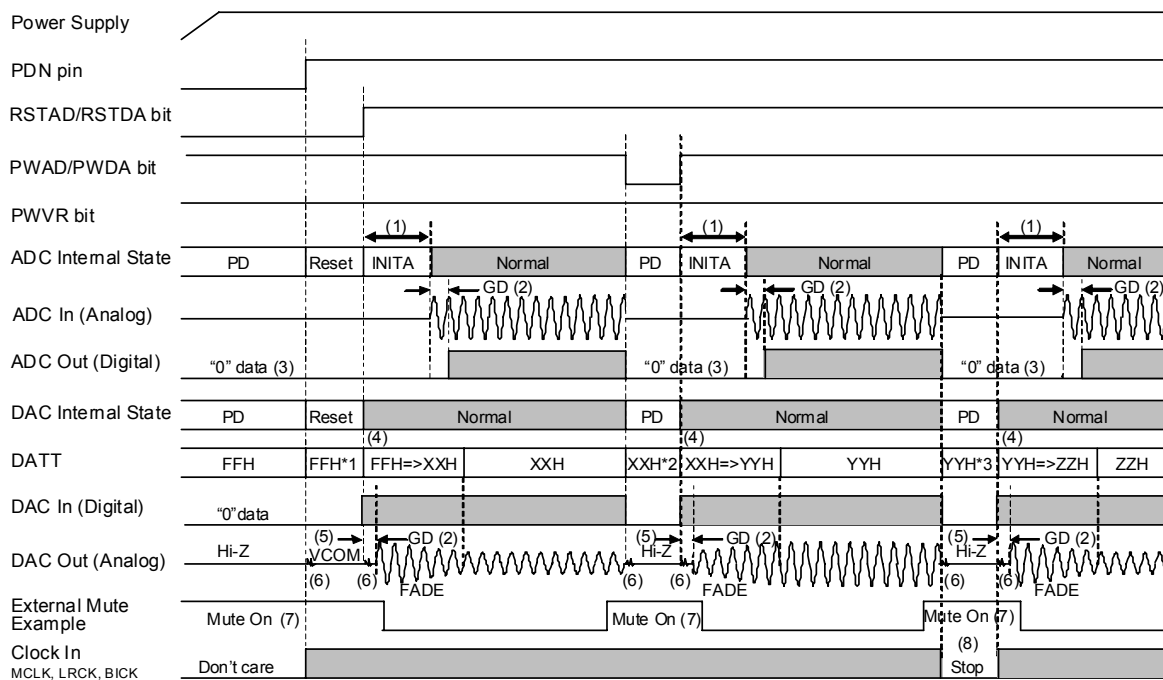 Power Supply
PDN pin
RSTAD/RSTDA bit
PWAD/PWDA bit
PWVR bit
(1) (1) (1)
ADC Internal State PD Reset INITA Normal PD INITA Normal PD INITA Normal
GD (2) GD (2) GD (2)
ADC In (Analog)
ADC Out (Digital) “0” data (3) “0” data (3) “0” data (3)
DAC Internal State PD Reset Normal PD Normal PD Normal
(4) (4) (4)
DATT FFH FFH*1 FFH=>XXH XXH XXH*2 XXH=>YYH YYH YYH*3 YYH=>ZZH ZZH
DAC In (Digital) “0”data
(5) GD (2) (5) GD (2) (5) GD (2)
DAC Out (Analog) Hi-Z VCOM Hi-Z Hi-Z
(6) (6) FADE (6) (6) FADE (6) (6) FADE
External Mute
Example Mute On (7) Mute On (7) Mute On (7)
(8)
Clock In
MCLK, LRCK, BICK Don’t care Stop